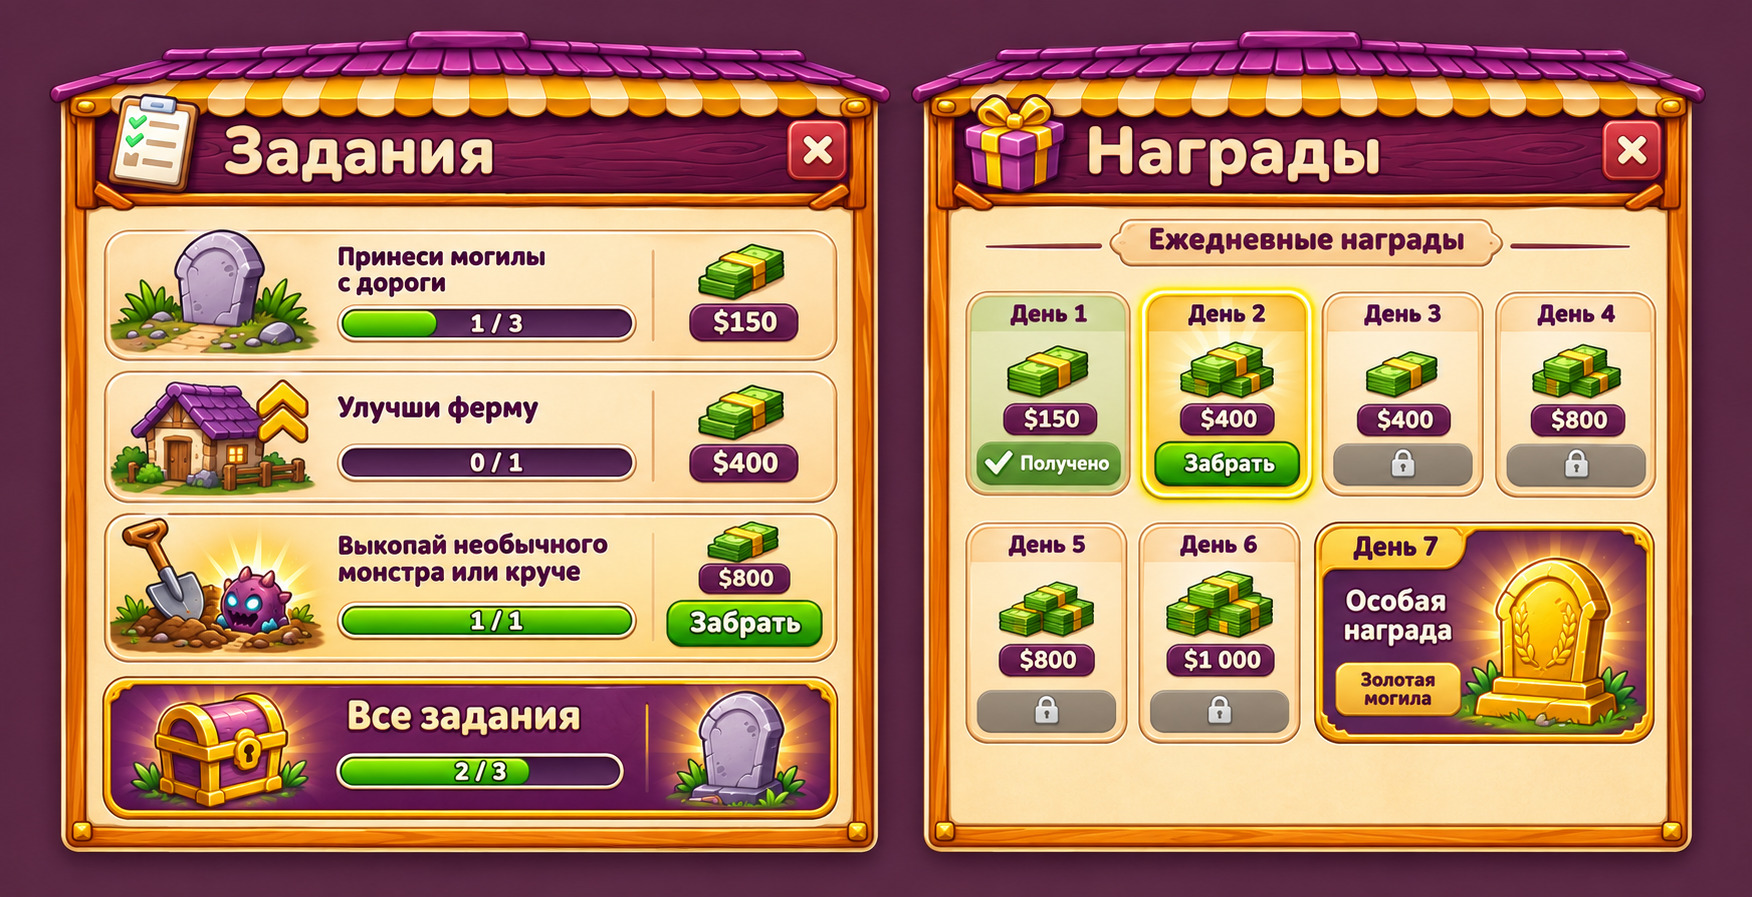 Задания
Принеси могилы
с дороги
1 / 3
$150
Улучши ферму
0 / 1
$400
Выкопай необычного
монстра или круче
1 / 1
$800
Забрать
Все задания
2 / 3
Награды
Ежедневные награды
День 1
$150
Получено
День 2
$400
Забрать
День 3
$400
День 4
$800
День 5
$800
День 6
$1 000
День 7
Особая
награда
Золотая
могила